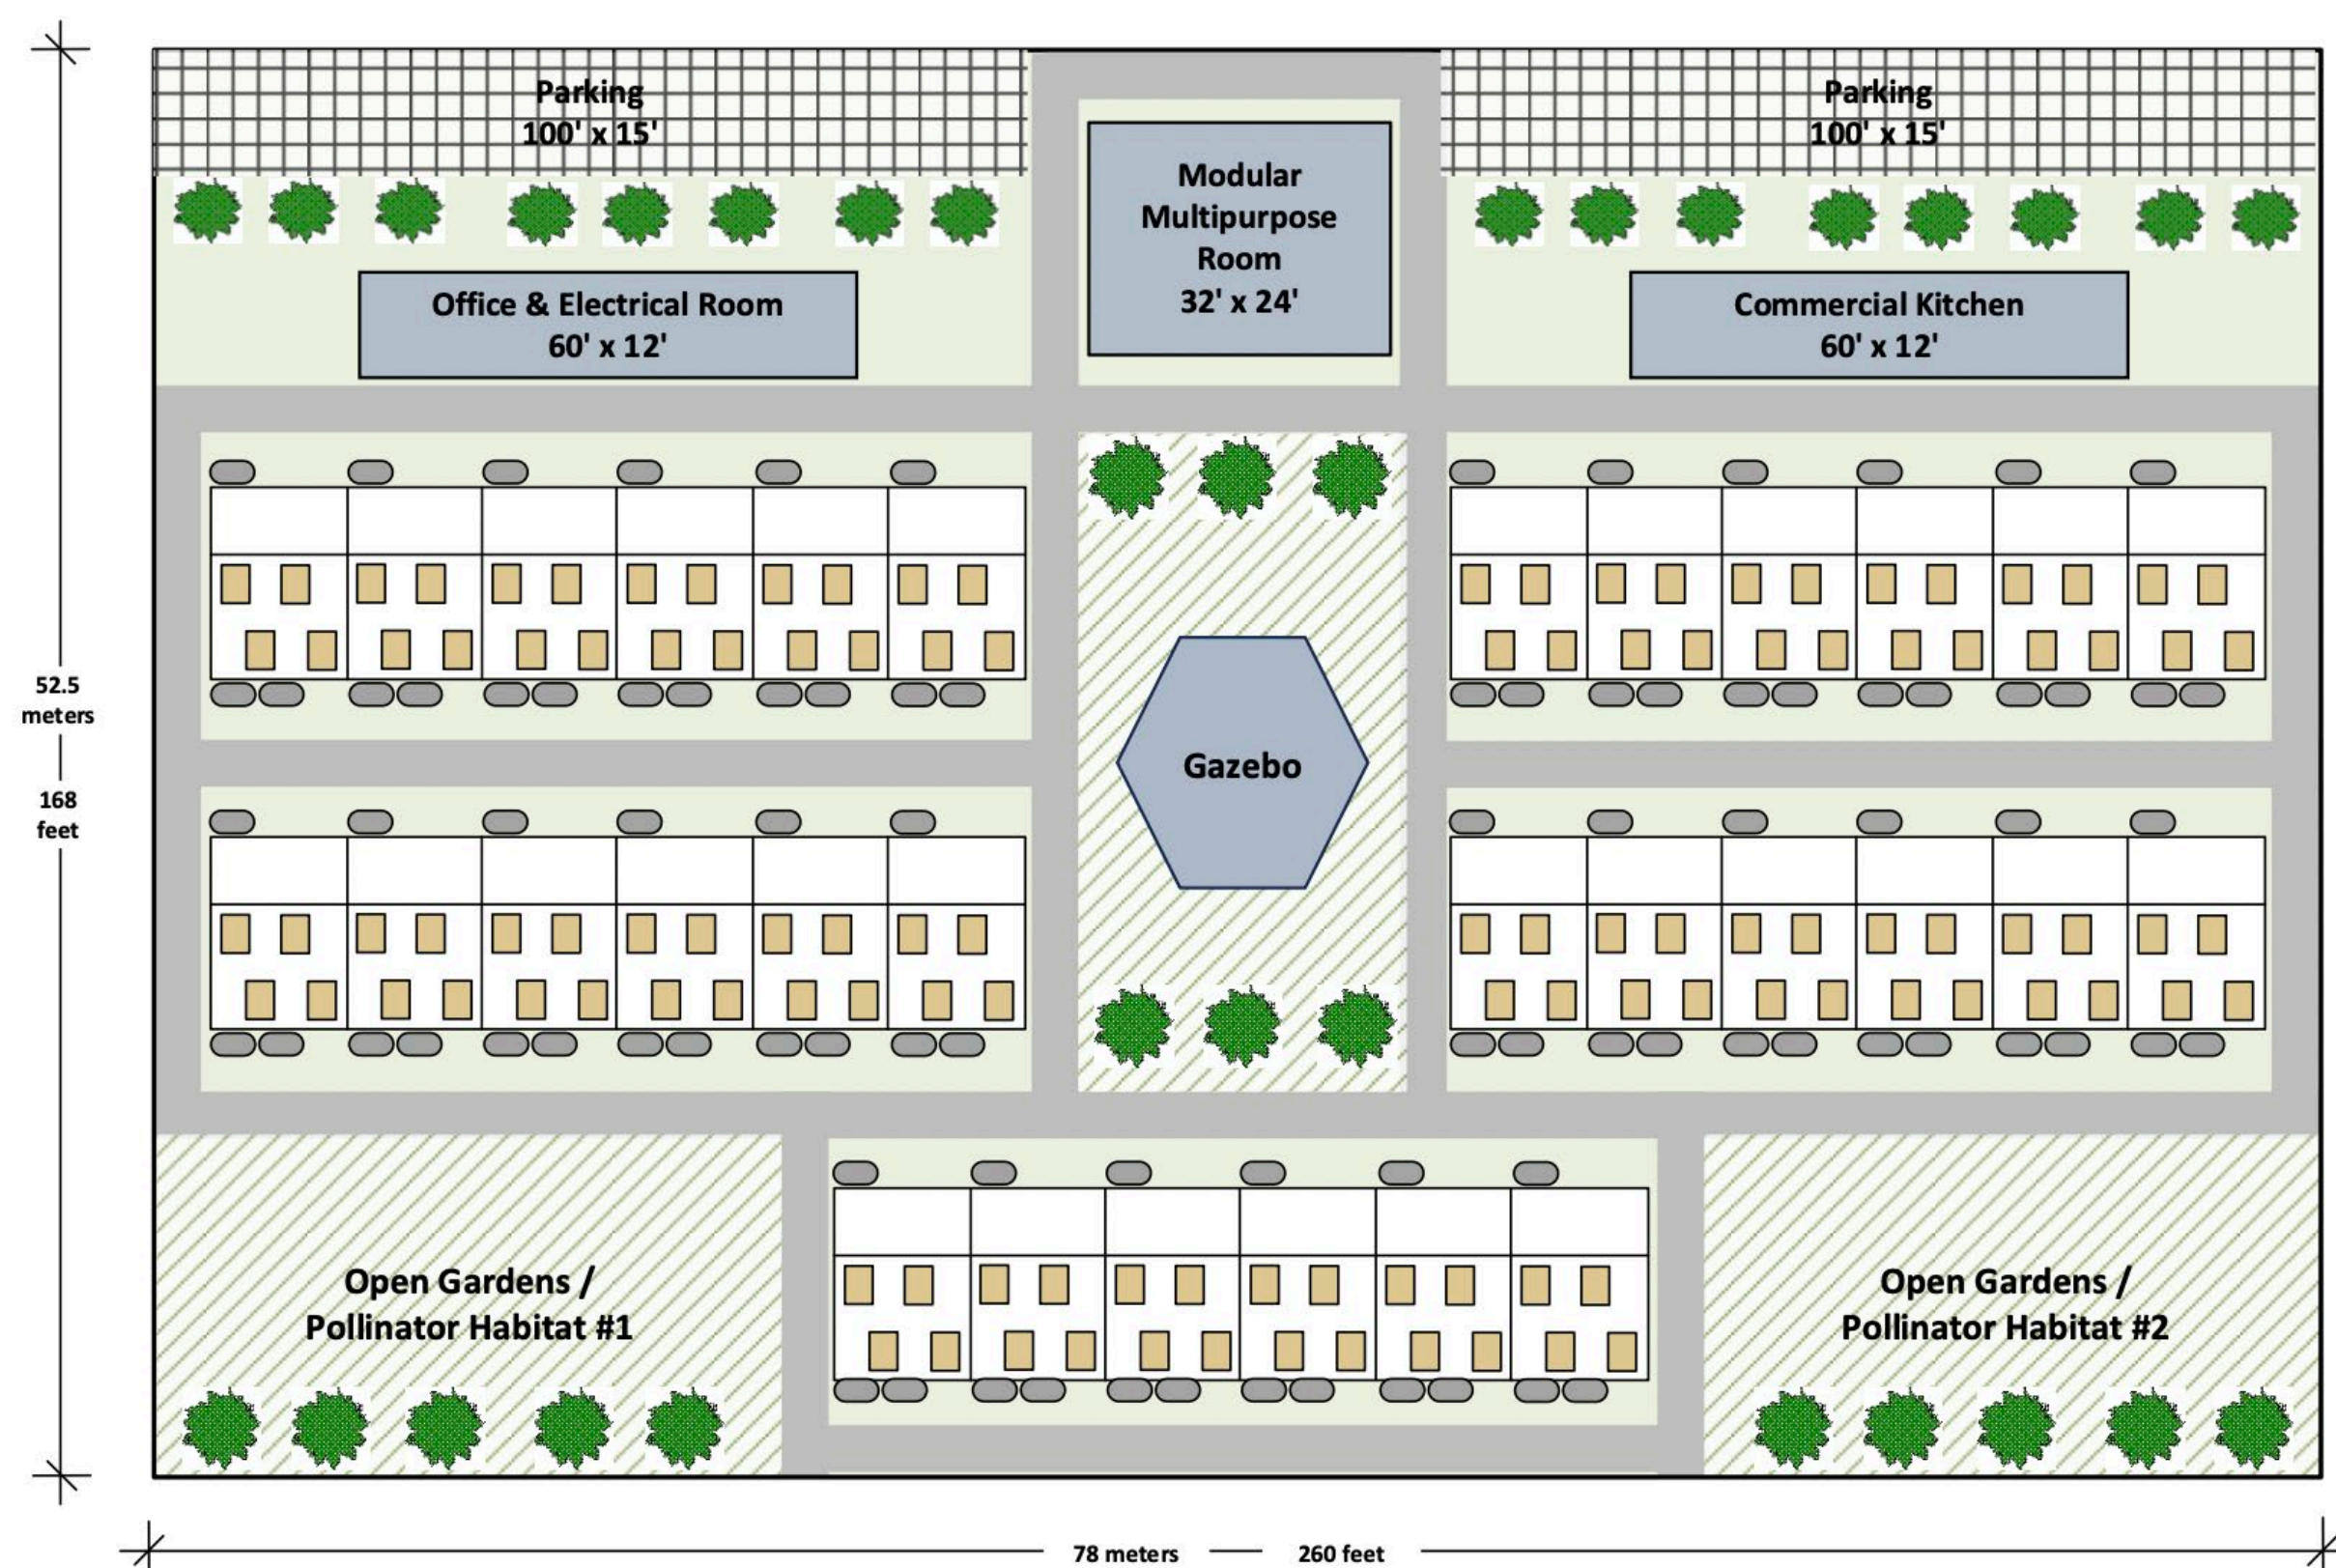 Parking
100' x 15'
Parking
100' x 15'
Modular
Multipurpose
Room
32' x 24'
Office & Electrical Room
60' x 12'
Commercial Kitchen
60' x 12'
52.5
meters
168
feet
Gazebo
Open Gardens /
Pollinator Habitat #1
Open Gardens /
Pollinator Habitat #2
78 meters
260 feet